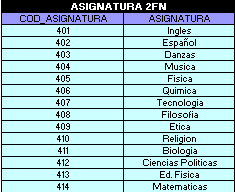 ASIGNATURA 2FN
COD_ASIGNATURA ASIGNATURA
401 Ingles
402 Español
403 Danzas
404 Musica
405 Fisica
406 Quimica
407 Tecnologia
408 Filosofia
409 Etica
410 Religion
411 Biologia
412 Ciencias Politicas
413 Ed. Fisica
414 Matematicas